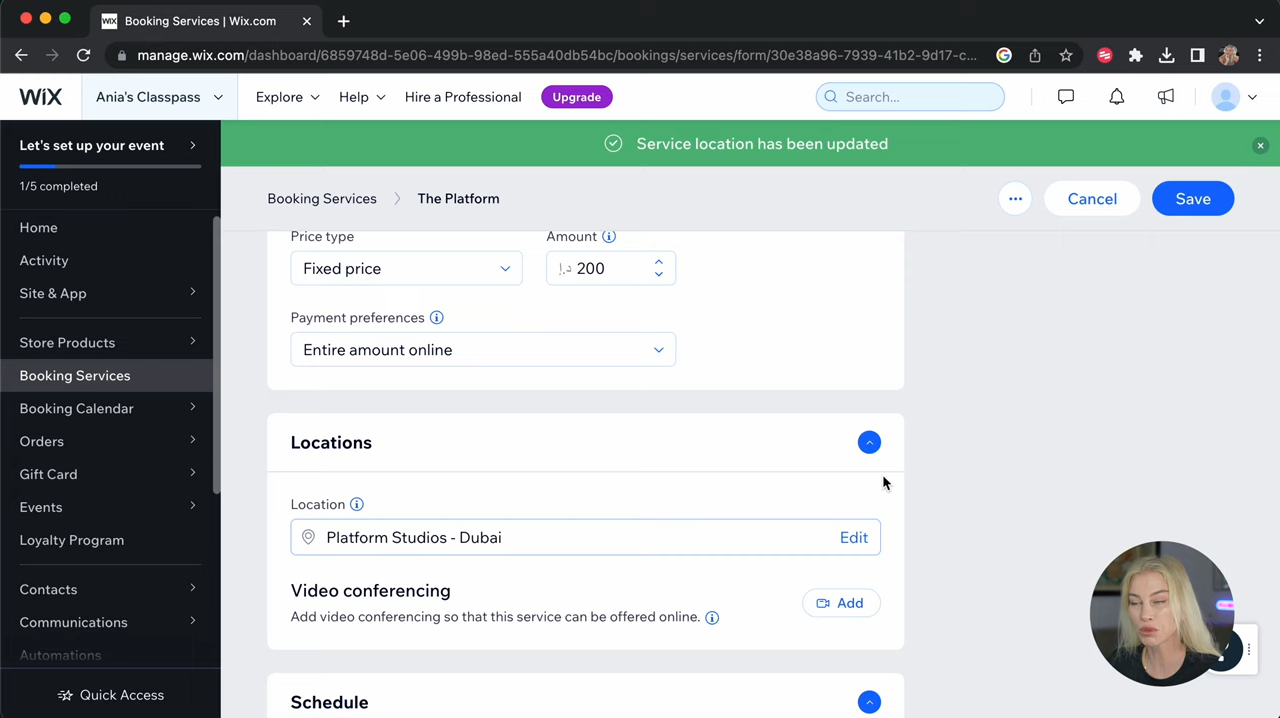 WIX Booking Services | Wix.com
manage.wix.com/dashboard/6859748d-5e06-499b-98ed-555a40db54bc/bookings/services/form/30e38a96-7939-41b2-9d17-c...
WIX Ania's Classpass Explore Help Hire a Professional Upgrade Search...
Let's set up your event
1/5 completed
Service location has been updated
Booking Services The Platform Cancel Save
Home
Activity
Site & App
Store Products
Booking Services
Booking Calendar
Orders
Gift Card
Events
Loyalty Program
Contacts
Communications
Automations
Quick Access
Price type Amount
Fixed price د.إ. 200
Payment preferences
Entire amount online
Locations
Location
Platform Studios - Dubai Edit
Video conferencing
Add video conferencing so that this service can be offered online. Add
Schedule